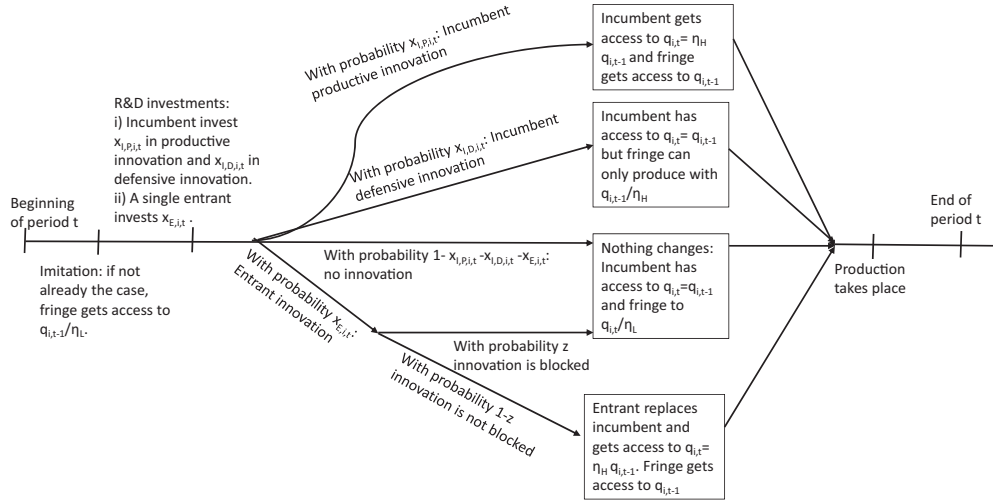 Beginning
of period t
Imitation: if not
already the case,
fringe gets access to
q_{i,t-1}/η_L.
R&D investments:
i) Incumbent invest
x_{I,P,i,t} in productive
innovation and x_{I,D,i,t} in
defensive innovation.
ii) A single entrant
invests x_{E,i,t} .
With probability x_{I,P,i,t}: Incumbent
productive innovation
With probability x_{I,D,i,t}: Incumbent
defensive innovation
With probability 1- x_{I,P,i,t} -x_{I,D,i,t} -x_{E,i,t}:
no innovation
With probability x_{E,i,t}:
Entrant innovation
With probability z
innovation is blocked
With probability 1-z
innovation is not blocked
Incumbent gets
access to q_{i,t}= η_H
q_{i,t-1} and fringe
gets access to q_{i,t-1}
Incumbent has
access to q_{i,t}= q_{i,t-1}
but fringe can
only produce with
q_{i,t-1}/η_H
Nothing changes:
Incumbent has
access to q_{i,t}=q_{i,t-1}
and fringe to
q_{i,t}/η_L
Entrant replaces
incumbent and
gets access to q_{i,t}=
η_H q_{i,t-1}. Fringe gets
access to q_{i,t-1}
Production
takes place
End of
period t